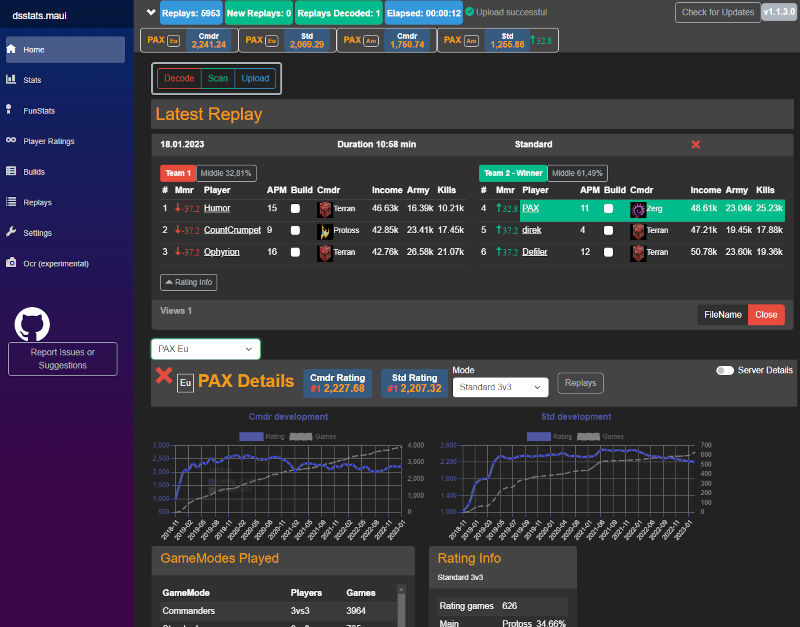 dsstats.maui
Replays: 5963 New Replays: 0 Replays Decoded: 1 Elapsed: 00:00:12 Upload successful
Check for Updates v1.1.3.0
PAX Eu Cmdr 2,241.24 PAX Eu Std 2,069.29 PAX Am Cmdr 1,750.74 PAX Am Std 1,255.86 ↑32.8
Home
Stats
FunStats
Player Ratings
Builds
Replays
Settings
Ocr (experimental)
Report Issues or
Suggestions
Decode Scan Upload
Latest Replay
18.01.2023 Duration 10:58 min Standard
Team 1 Middle 32,81%
# Mmr Player APM Build Cmdr Income Army Kills
1 ↓-37.2 Humor 15 Terran 46.63k 16.39k 10.21k
2 ↓-37.2 CountCrumpet 9 Protoss 42.85k 23.41k 17.45k
3 ↓-37.2 Ophyrion 16 Terran 42.76k 26.58k 21.07k
Team 2 - Winner Middle 61,49%
# Mmr Player APM Build Cmdr Income Army Kills
4 ↑32.8 PAX 11 Zerg 48.61k 23.04k 25.23k
5 ↑37.2 direk 4 Terran 47.21k 19.45k 17.88k
6 ↑37.2 Defiler 12 Terran 50.78k 23.60k 19.36k
Rating Info
Views 1
FileName Close
PAX Eu
Eu PAX Details
Cmdr Rating
#1 2,227.68
Std Rating
#1 2,207.32
Mode
Standard 3v3
Replays
Server Details
Cmdr development
Rating Games
3,000
2,500
2,000
1,500
1,000
500
4,000
3,000
2,000
1,000
0
2018-11
2019-02
2019-05
2019-08
2019-11
2020-02
2020-05
2020-08
2020-11
2021-02
2021-05
2021-08
2021-11
2022-02
2022-05
2022-08
2022-11
2023-01
Std development
Rating Games
2,600
2,200
1,800
1,400
1,000
700
600
500
400
300
200
100
0
2018-11
2019-01
2019-03
2019-05
2019-07
2019-09
2019-11
2020-01
2020-04
2020-06
2020-08
2021-04
2021-06
2021-08
2021-11
2022-02
2022-06
2022-09
2022-11
2023-01
GameModes Played
GameMode Players Games
Commanders 3vs3 3964
Rating Info
Standard 3v3
Rating games 626
Main Protoss 34.66%